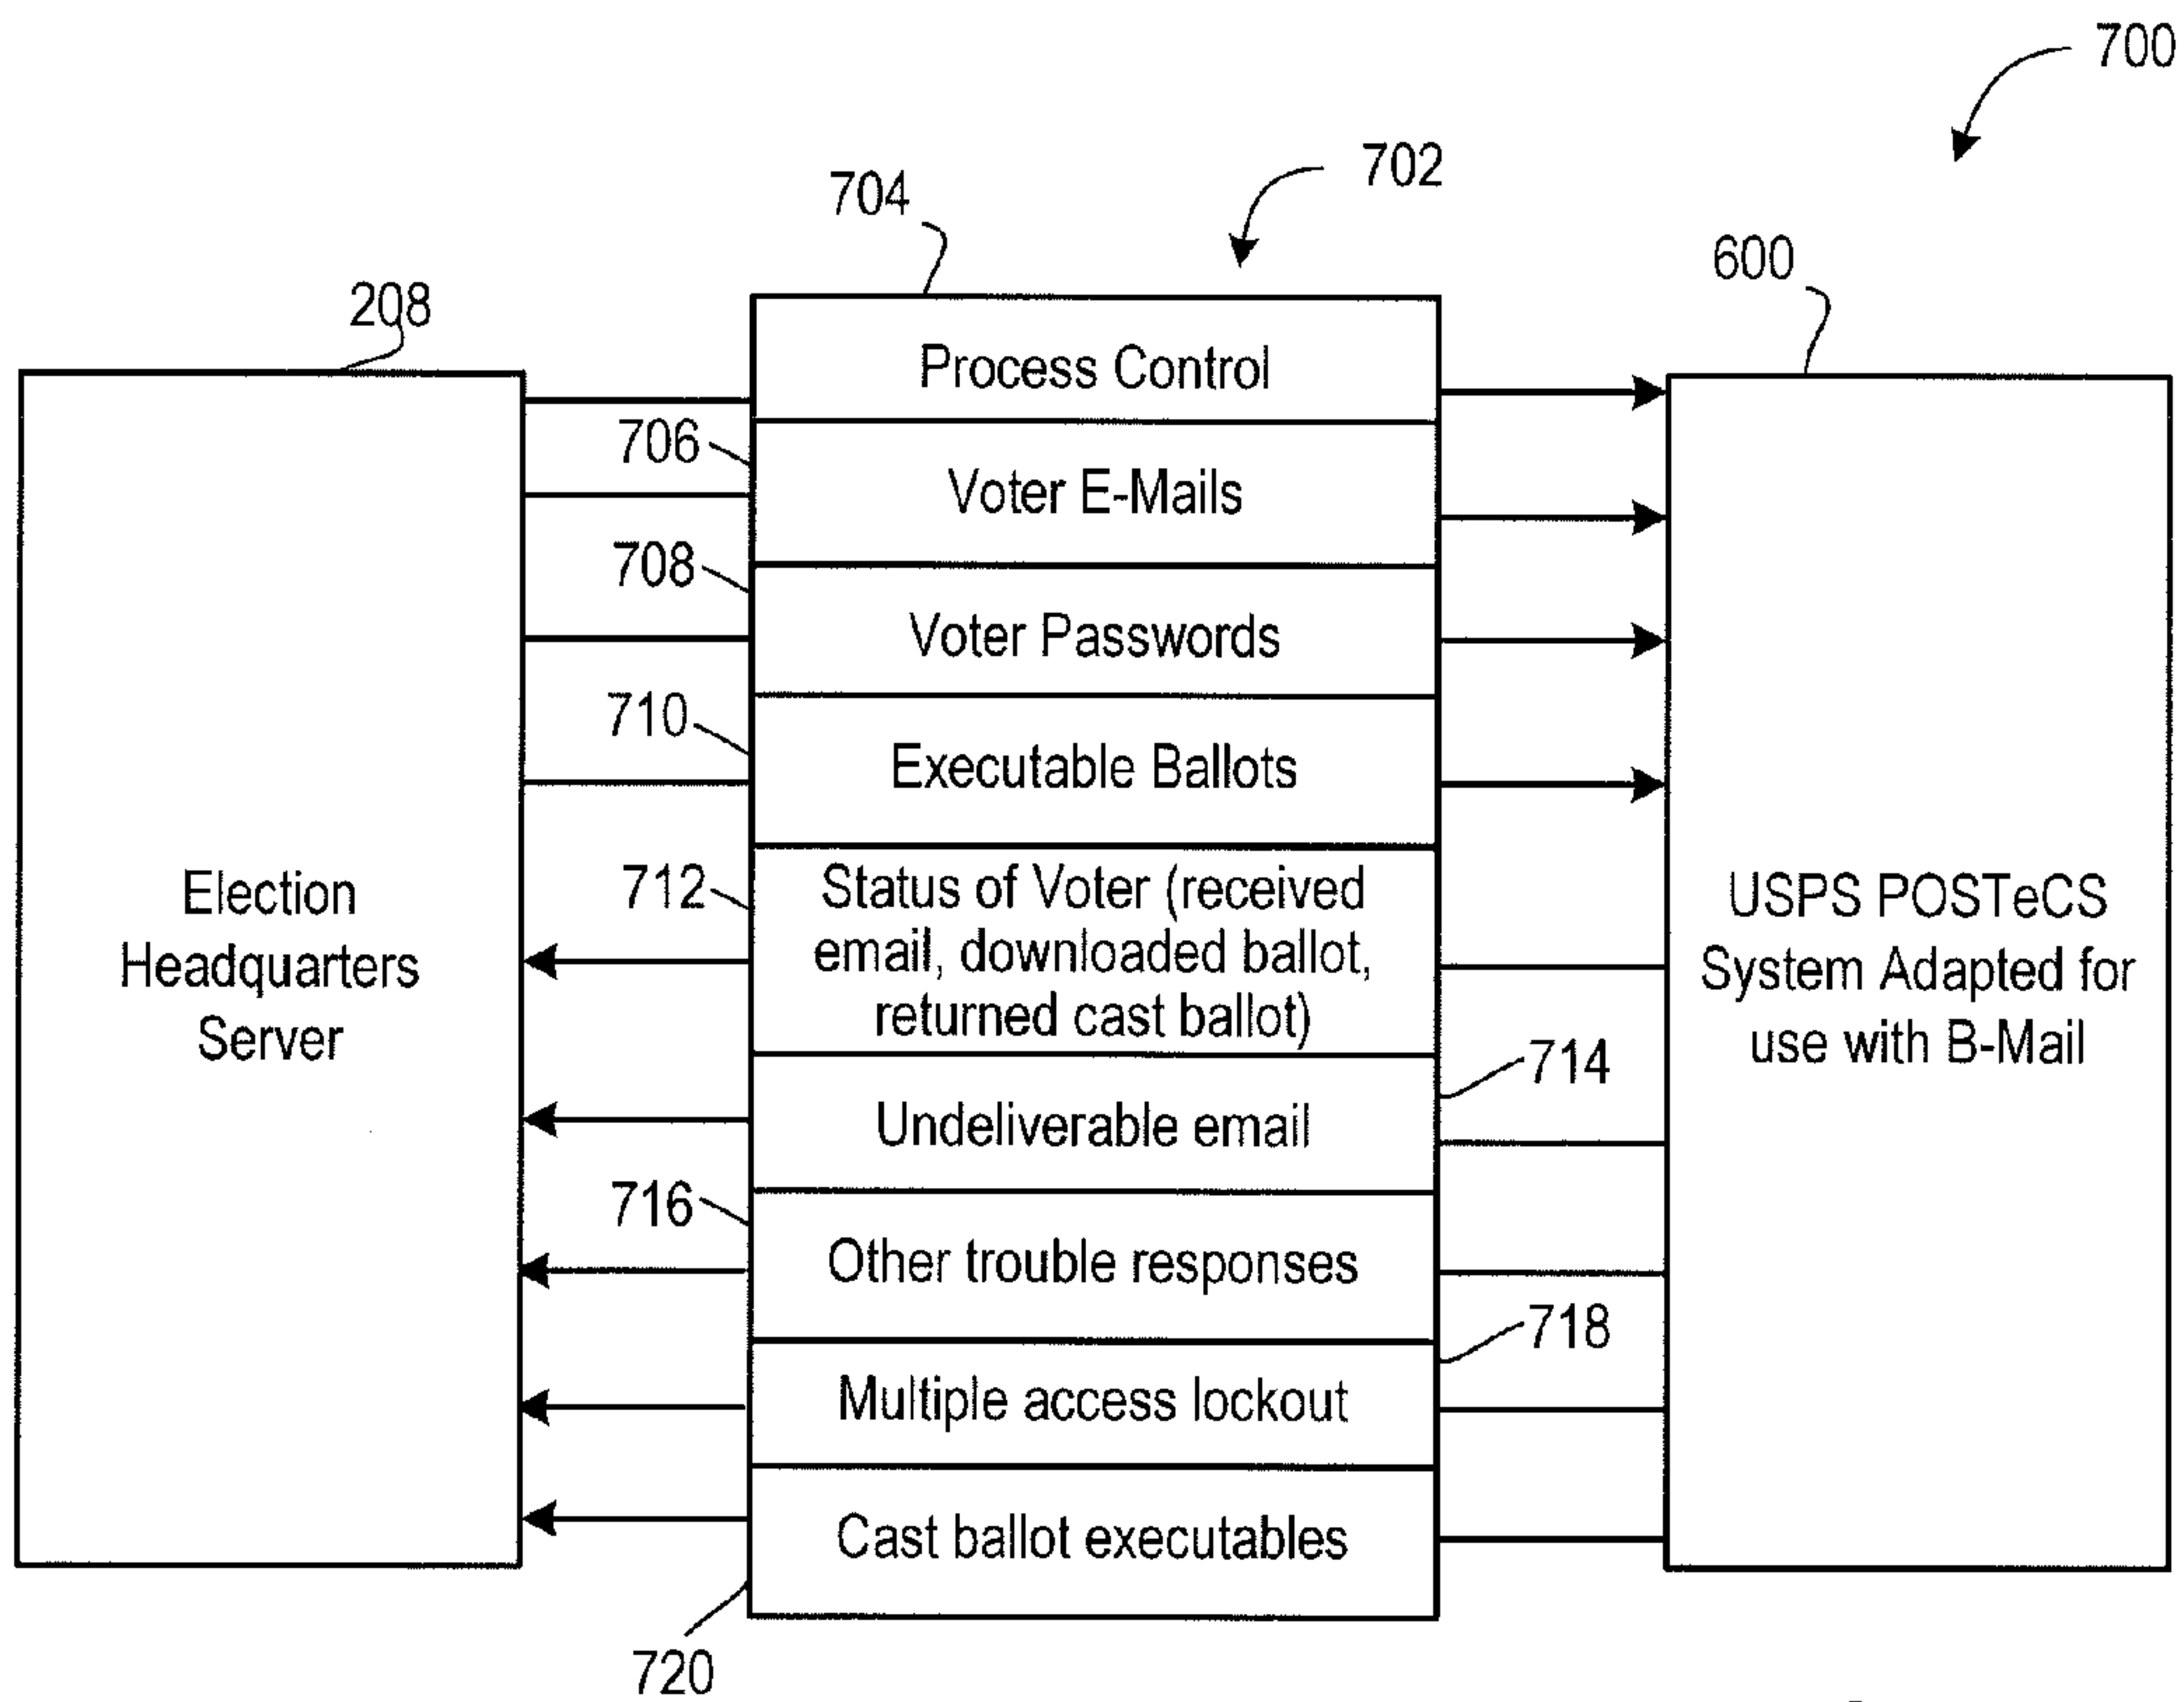 700
702
704
600
208
Process Control
706
Voter E-Mails
708
Voter Passwords
710
Executable Ballots
712
Status of Voter (received
email, downloaded ballot,
returned cast ballot)
Election
Headquarters
Server
USPS POSTeCS
System Adapted for
use with B-Mail
714
Undeliverable email
716
Other trouble responses
718
Multiple access lockout
Cast ballot executables
720